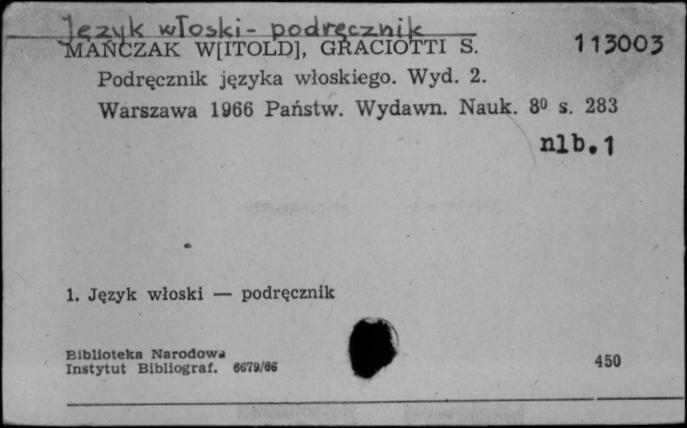 Język włoski - podręcznik
MAŃCZAK W[ITOLD], GRACIOTTI S. 113003
Podręcznik języka włoskiego. Wyd. 2.
Warszawa 1966 Państw. Wydawn. Nauk. 8⁰ s. 283
nlb. 1
1. Język włoski — podręcznik
Biblioteka Narodowa
Instytut Bibliograf. 6679/66
450